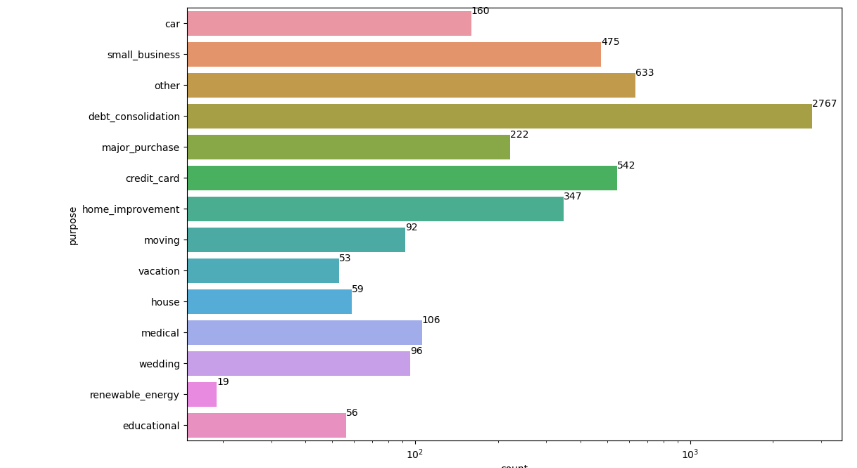 car 160
small_business 475
other 633
debt_consolidation 2767
major_purchase 222
credit_card 542
home_improvement 347
moving 92
vacation 53
house 59
medical 106
wedding 96
renewable_energy 19
educational 56
purpose
10² 10³
count